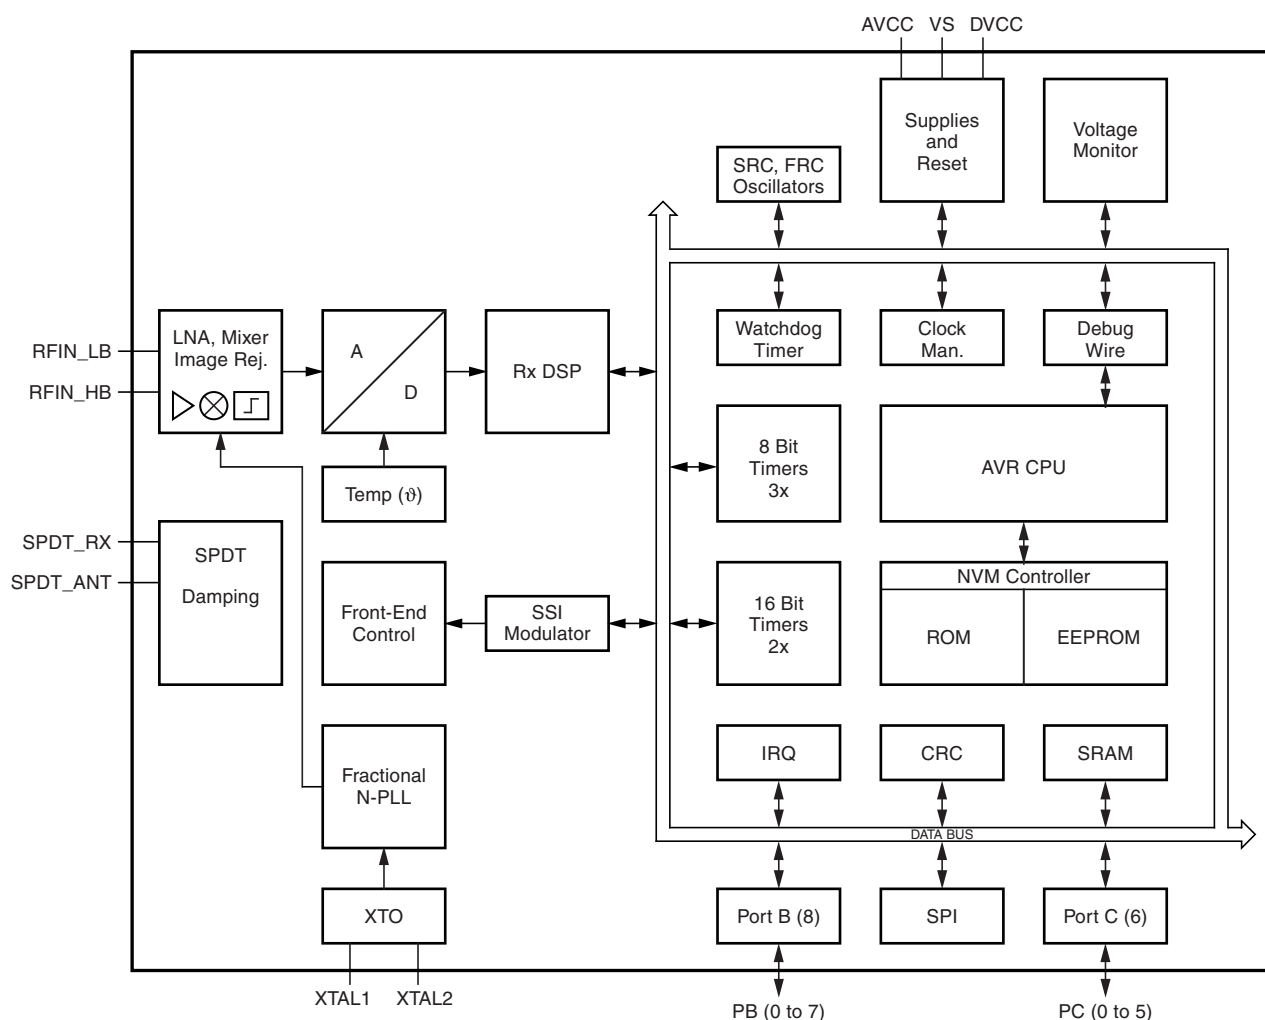 AVCC VS DVCC
Supplies
and
Reset
Voltage
Monitor
SRC, FRC
Oscillators
RFIN_LB
RFIN_HB
LNA, Mixer
Image Rej.
A
D
Rx DSP
Watchdog
Timer
Clock
Man.
Debug
Wire
Temp (ϑ)
8 Bit
Timers
3x
AVR CPU
SPDT_RX
SPDT_ANT
SPDT
Damping
Front-End
Control
SSI
Modulator
16 Bit
Timers
2x
NVM Controller
ROM
EEPROM
Fractional
N-PLL
IRQ
CRC
SRAM
DATA BUS
XTO
Port B (8)
SPI
Port C (6)
XTAL1
XTAL2
PB (0 to 7)
PC (0 to 5)